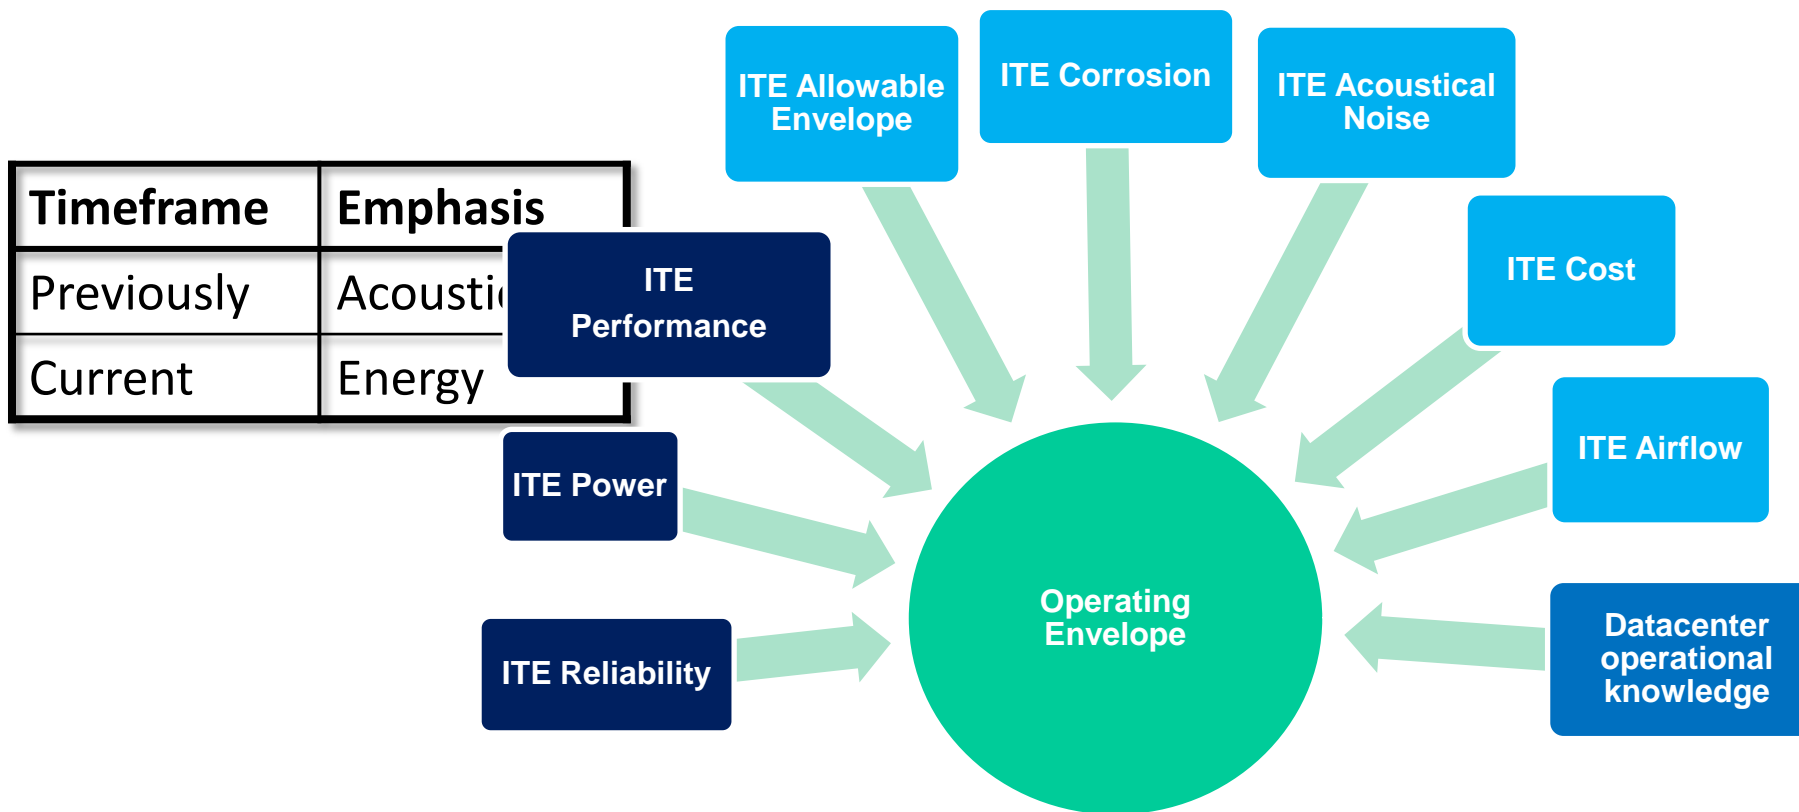 Timeframe Emphasis
Previously
Current Energy
ITE
Performance
ITE Power
ITE Reliability
ITE Allowable
Envelope
ITE Corrosion
ITE Acoustical
Noise
ITE Cost
ITE Airflow
Datacenter
operational
knowledge
Operating
Envelope